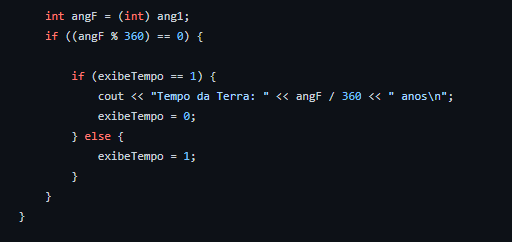 int angF = (int) ang1;
if ((angF % 360) == 0) {
if (exibeTempo == 1) {
cout << "Tempo da Terra: " << angF / 360 << " anos\n";
exibeTempo = 0;
} else {
exibeTempo = 1;
}
}
}